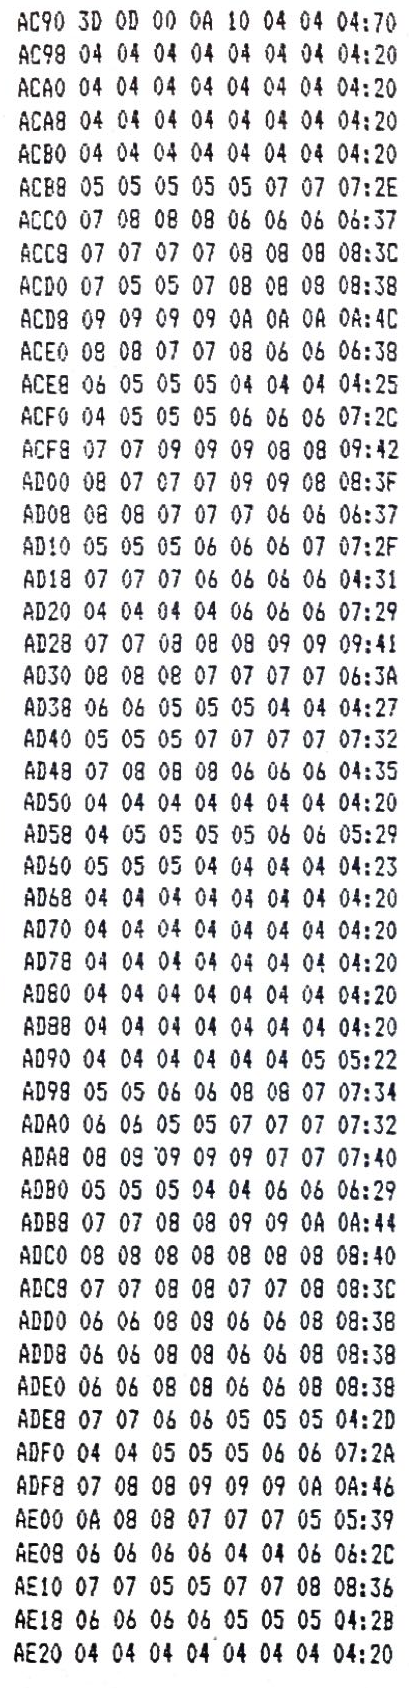 AC90 3D 0D 00 0A 10 04 04 04:70
AC98 04 04 04 04 04 04 04 04:20
ACA0 04 04 04 04 04 04 04 04:20
ACA8 04 04 04 04 04 04 04 04:20
ACB0 04 04 04 04 04 04 04 04:20
ACB8 05 05 05 05 05 07 07 07:2E
ACC0 07 08 08 08 06 06 06 06:37
ACC8 07 07 07 07 08 08 08 08:3C
ACD0 07 05 05 07 08 08 08 08:38
ACD8 09 09 09 09 0A 0A 0A 0A:4C
ACE0 08 08 07 07 08 06 06 06:38
ACE8 06 05 05 05 04 04 04 04:25
ACF0 04 05 05 05 06 06 06 07:2C
ACF8 07 07 09 09 09 08 08 09:42
AD00 08 07 07 07 09 09 08 08:3F
AD08 08 08 07 07 07 06 06 06:37
AD10 05 05 05 06 06 06 07 07:2F
AD18 07 07 07 06 06 06 06 04:31
AD20 04 04 04 04 06 06 06 07:29
AD28 07 07 08 08 08 09 09 09:41
AD30 08 08 08 07 07 07 07 06:3A
AD38 06 06 05 05 05 04 04 04:27
AD40 05 05 05 07 07 07 07 07:32
AD48 07 08 08 08 06 06 06 04:35
AD50 04 04 04 04 04 04 04 04:20
AD58 04 05 05 05 05 06 06 05:29
AD60 05 05 05 04 04 04 04 04:23
AD68 04 04 04 04 04 04 04 04:20
AD70 04 04 04 04 04 04 04 04:20
AD78 04 04 04 04 04 04 04 04:20
AD80 04 04 04 04 04 04 04 04:20
AD88 04 04 04 04 04 04 04 04:20
AD90 04 04 04 04 04 04 05 05:22
AD98 05 05 06 06 08 08 07 07:34
ADA0 06 06 05 05 07 07 07 07:32
ADA8 08 08 09 09 09 07 07 07:40
ADB0 05 05 05 04 04 06 06 06:29
ADB8 07 07 08 08 09 09 0A 0A:44
ADC0 08 08 08 08 08 08 08 08:40
ADC8 07 07 08 08 07 07 08 08:3C
ADD0 06 06 08 08 06 06 08 08:38
ADD8 06 06 08 08 06 06 08 08:38
ADE0 06 06 08 08 06 06 08 08:38
ADE8 07 07 06 06 05 05 05 04:2D
ADF0 04 04 05 05 05 06 06 07:2A
ADF8 07 08 08 09 09 09 0A 0A:46
AE00 0A 08 08 07 07 07 05 05:39
AE08 06 06 06 06 04 04 06 06:2C
AE10 07 07 05 05 07 07 08 08:36
AE18 06 06 06 06 05 05 05 04:2B
AE20 04 04 04 04 04 04 04 04:20